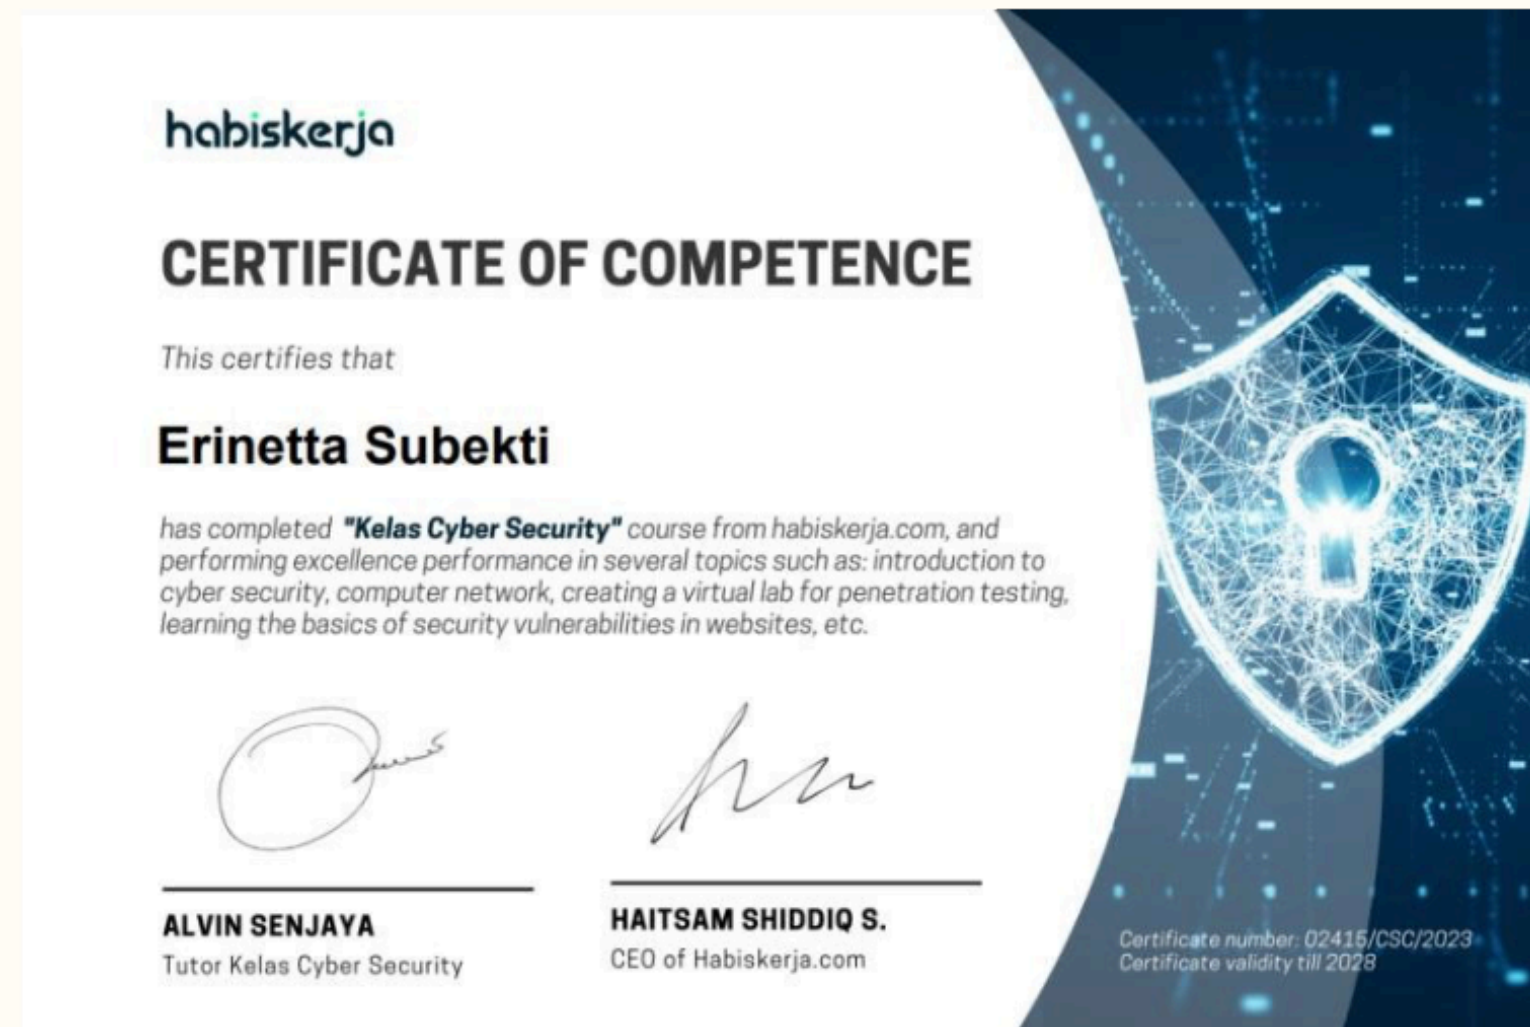 habiskerja
CERTIFICATE OF COMPETENCE
This certifies that
Erinetta Subekti
has completed "Kelas Cyber Security" course from habiskerja.com, and
performing excellence performance in several topics such as: introduction to
cyber security, computer network, creating a virtual lab for penetration testing,
learning the basics of security vulnerabilities in websites, etc.
ALVIN SENJAYA
Tutor Kelas Cyber Security
HAITSAM SHIDDIQ S.
CEO of Habiskerja.com
Certificate number: 02415/CSC/2023
Certificate validity till 2028